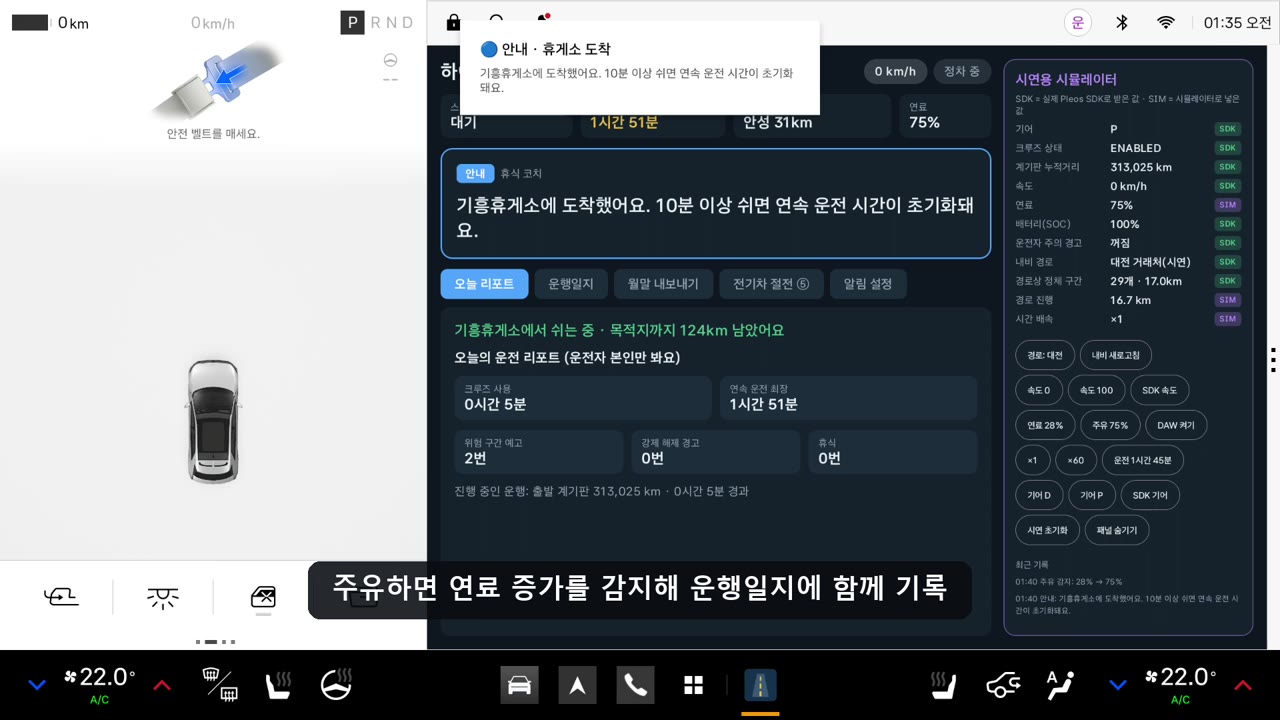 0 km
0 km/h
P R N D
안전 벨트를 매세요.
--
운
01:35 오전
안내 · 휴게소 도착
기흥휴게소에 도착했어요. 10분 이상 쉬면 연속 운전 시간이 초기화
돼요.
0 km/h
정차 중
대기
1시간 51분
안성 31km
연료
75%
안내
휴식 코치
기흥휴게소에 도착했어요. 10분 이상 쉬면 연속 운전 시간이 초기화돼
요.
오늘 리포트
운행일지
월말 내보내기
전기차 절전 ⑤
알림 설정
기흥휴게소에서 쉬는 중 · 목적지까지 124km 남았어요
오늘의 운전 리포트 (운전자 본인만 봐요)
크루즈 사용
0시간 5분
연속 운전 최장
1시간 51분
위험 구간 예고
2번
강제 해제 경고
0번
휴식
0번
진행 중인 운행: 출발 계기판 313,025 km · 0시간 5분 경과
시연용 시뮬레이터
SDK = 실제 Pleos SDK로 받은 값 · SIM = 시뮬레이터로 넣은
값
기어 P SDK
크루즈 상태 ENABLED SDK
계기판 누적거리 313,025 km SDK
속도 0 km/h SDK
연료 75% SIM
배터리(SOC) 100% SDK
운전자 주의 경고 꺼짐 SDK
내비 경로 대전 거래처(시연) SDK
경로상 정체 구간 29개 · 17.0km SDK
경로 진행 16.7 km SIM
시간 배속 ×1 SIM
경로: 대전
내비 새로고침
속도 0
속도 100
SDK 속도
연료 28%
주유 75%
DAW 켜기
×1
×60
운전 1시간 45분
기어 D
기어 P
SDK 기어
시연 초기화
패널 숨기기
최근 기록
01:40 주유 감지: 28% → 75%
01:40 안내: 기흥휴게소에 도착했어요. 10분 이상 쉬면 연속 운전 시
간이 초기화돼요.
주유하면 연료 증가를 감지해 운행일지에 함께 기록
22.0°
A/C
A
22.0°
A/C